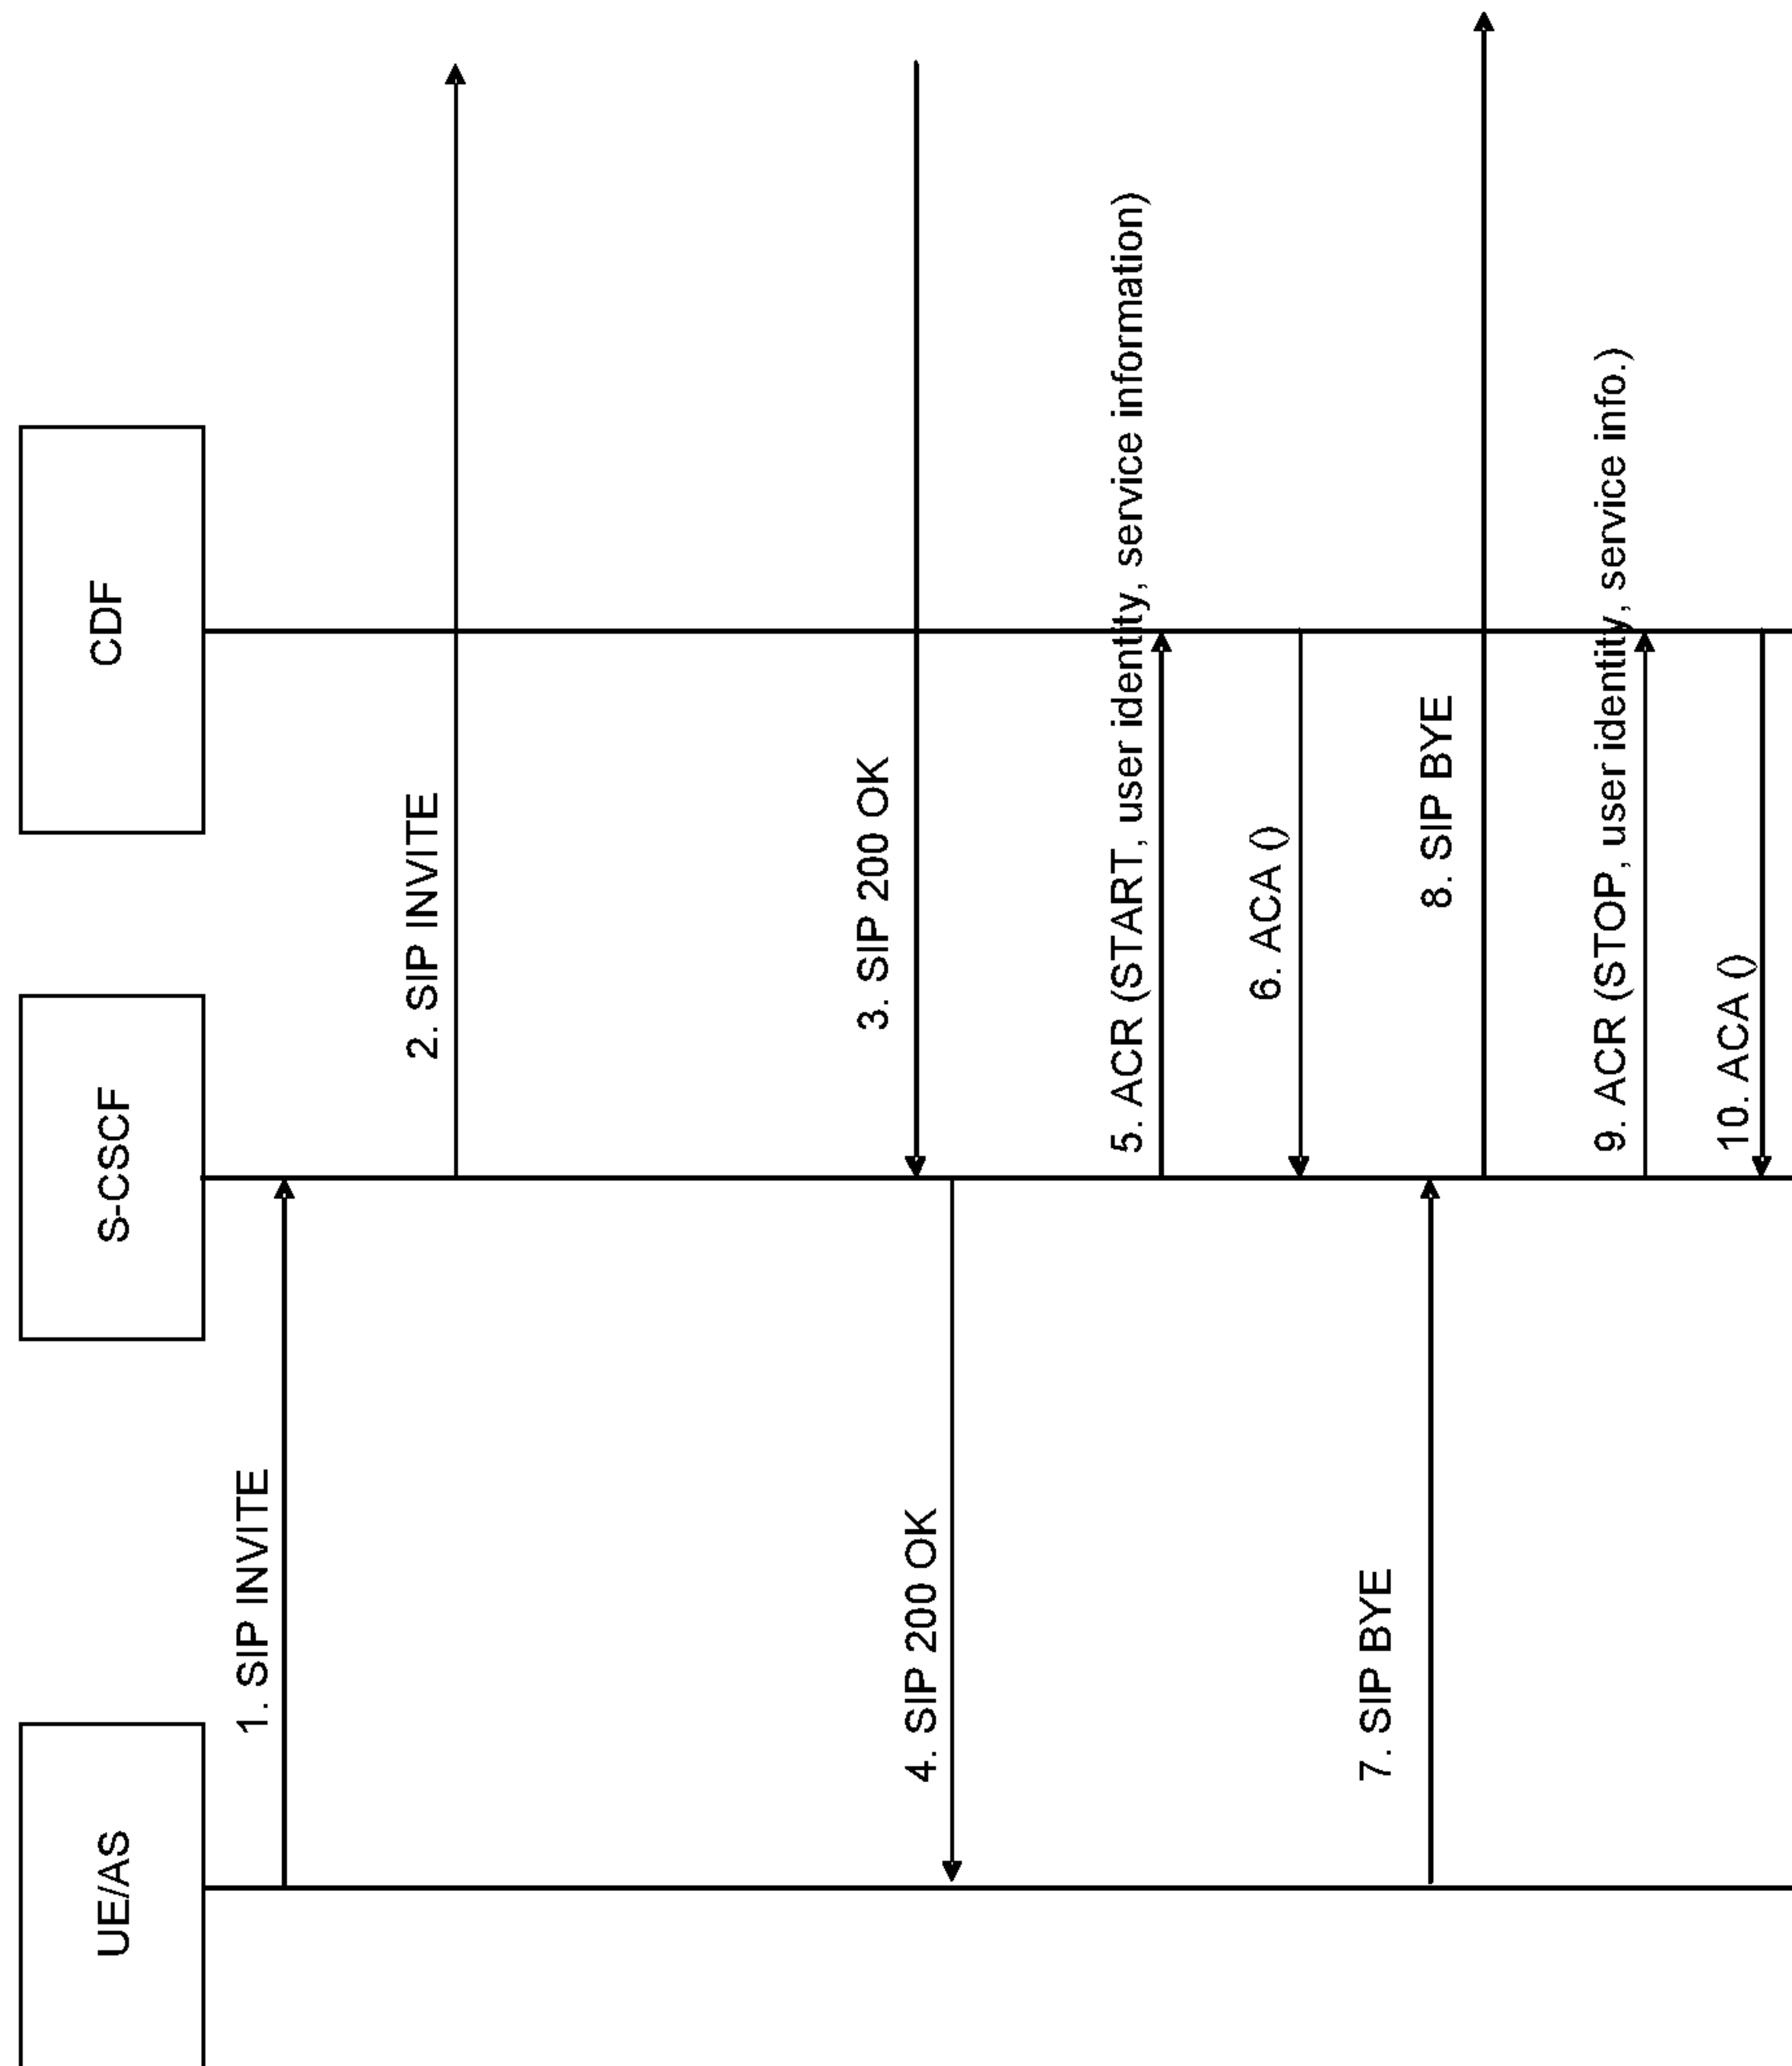 UE/AS
S-CSCF
CDF
1. SIP INVITE
2. SIP INVITE
3. SIP 200 OK
4. SIP 200 OK
5. ACR (START, user identity, service information)
6. ACA ()
7. SIP BYE
8. SIP BYE
9. ACR (STOP, user identity, service info.)
10. ACA ()